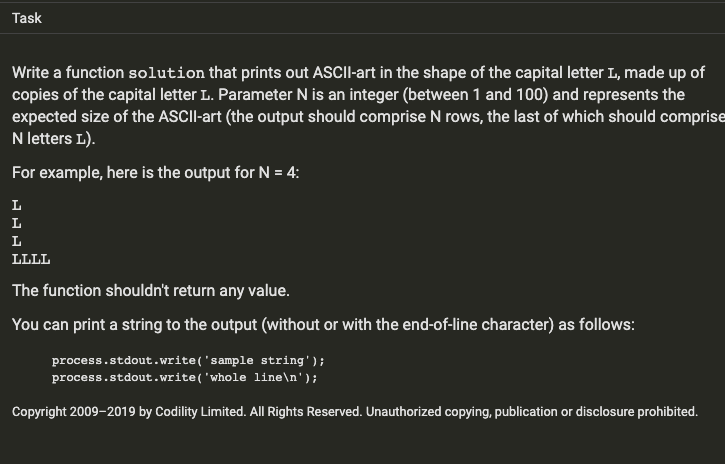 Task
Write a function solution that prints out ASCII-art in the shape of the capital letter L, made up of
copies of the capital letter L. Parameter N is an integer (between 1 and 100) and represents the
expected size of the ASCII-art (the output should comprise N rows, the last of which should comprise
N letters L).
For example, here is the output for N = 4:
L
L
L
LLLL
The function shouldn't return any value.
You can print a string to the output (without or with the end-of-line character) as follows:
process.stdout.write('sample string');
process.stdout.write('whole line\n');
Copyright 2009–2019 by Codility Limited. All Rights Reserved. Unauthorized copying, publication or disclosure prohibited.